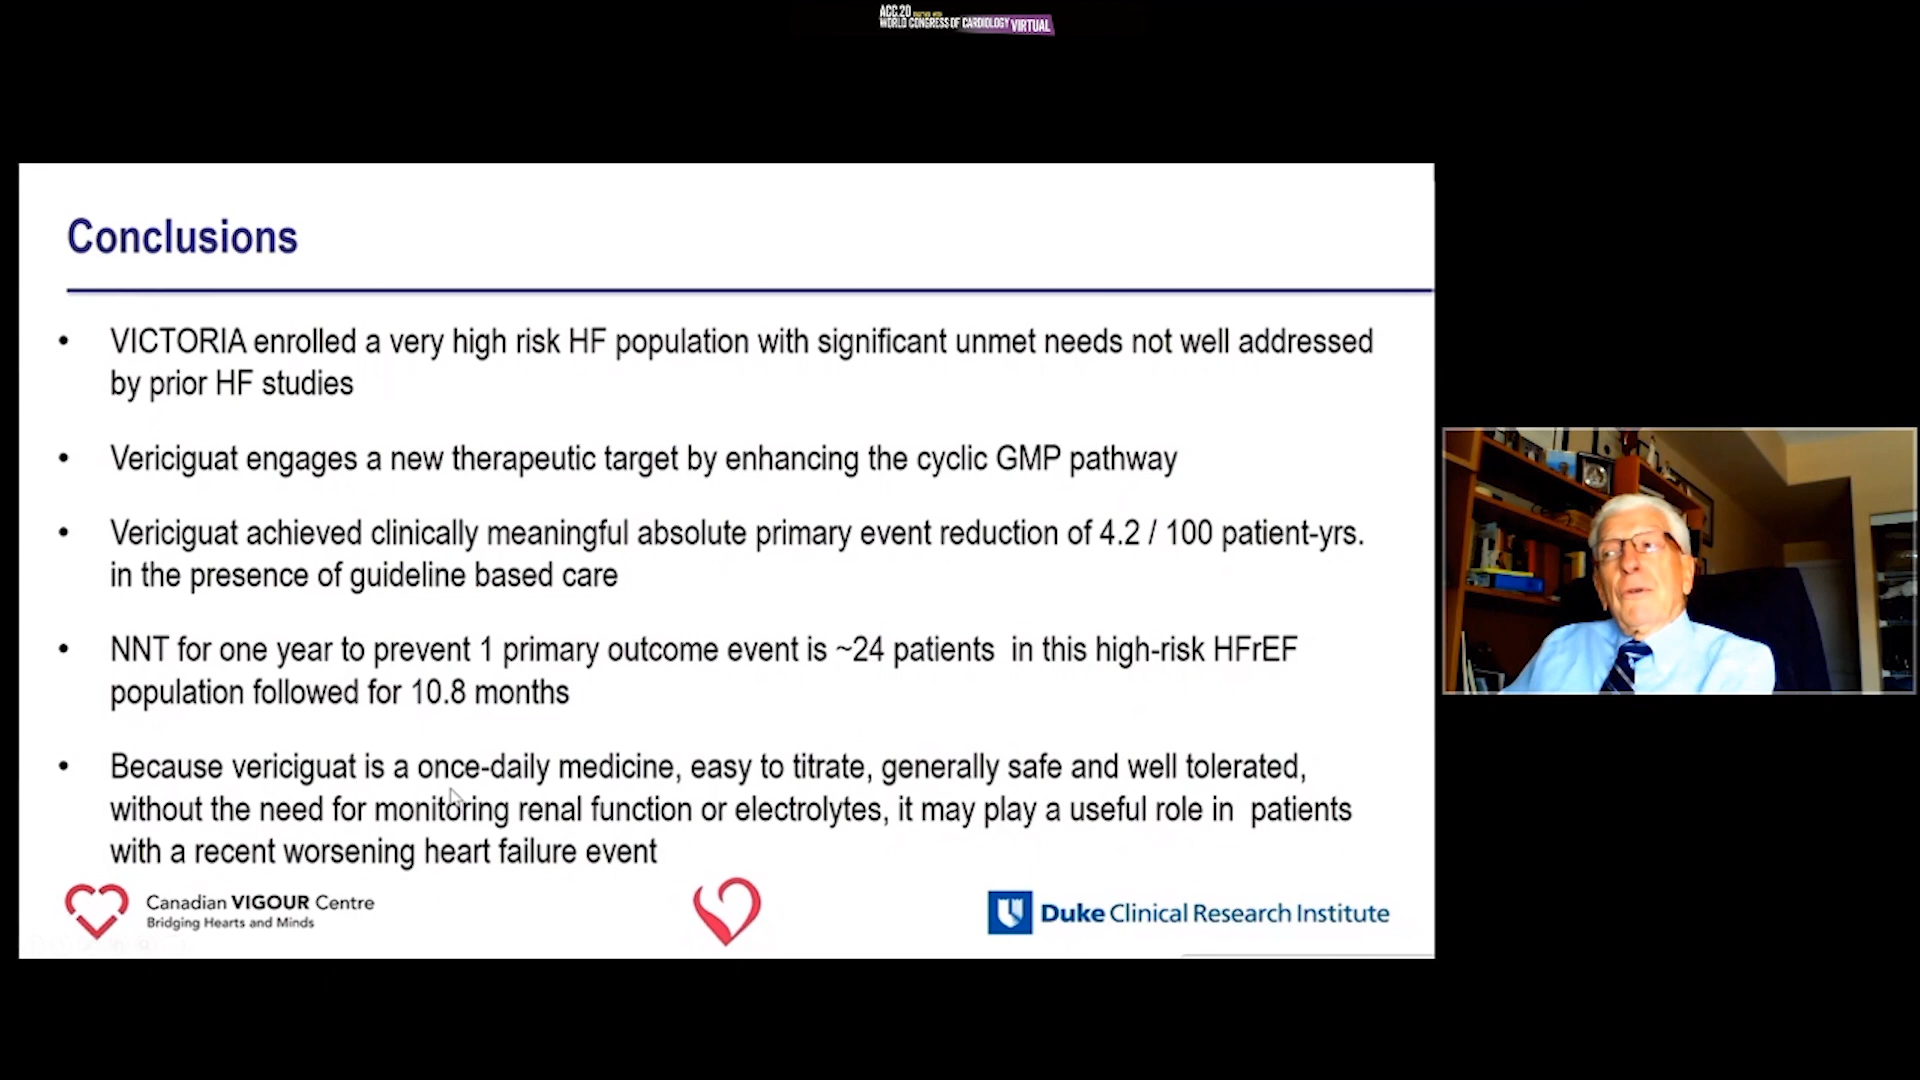 ACC.20
WORLD CONGRESS OF CARDIOLOGY VIRTUAL
Conclusions
• VICTORIA enrolled a very high risk HF population with significant unmet needs not well addressed
by prior HF studies
• Vericiguat engages a new therapeutic target by enhancing the cyclic GMP pathway
• Vericiguat achieved clinically meaningful absolute primary event reduction of 4.2 / 100 patient-yrs.
in the presence of guideline based care
• NNT for one year to prevent 1 primary outcome event is ~24 patients in this high-risk HFrEF
population followed for 10.8 months
• Because vericiguat is a once-daily medicine, easy to titrate, generally safe and well tolerated,
without the need for monitoring renal function or electrolytes, it may play a useful role in patients
with a recent worsening heart failure event
Canadian VIGOUR Centre
Bridging Hearts and Minds
Duke Clinical Research Institute